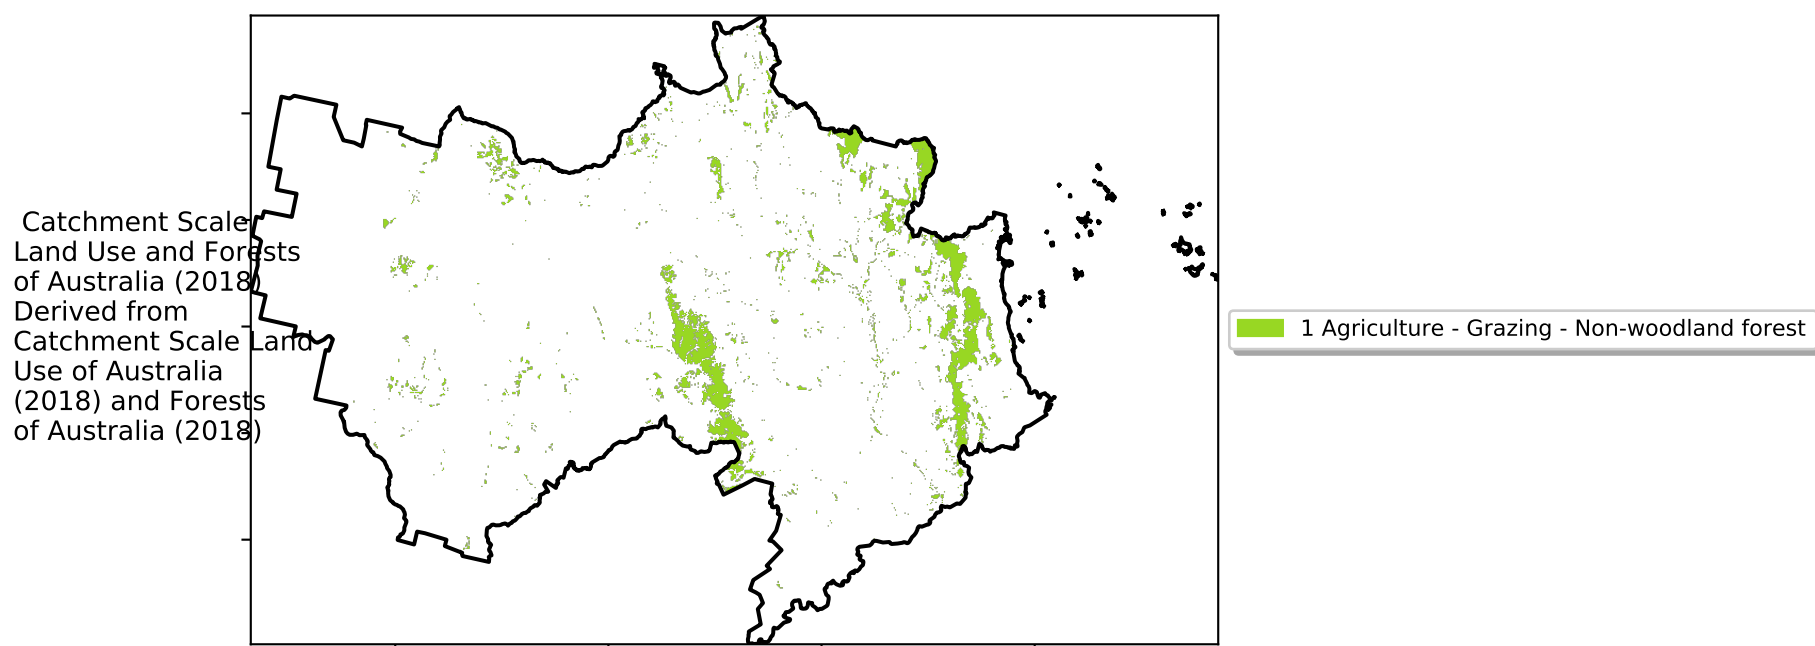 Catchment Scale
Land Use and Forests
of Australia (2018)
Derived from
Catchment Scale Land
Use of Australia
(2018) and Forests
of Australia (2018)
1 Agriculture - Grazing - Non-woodland forest